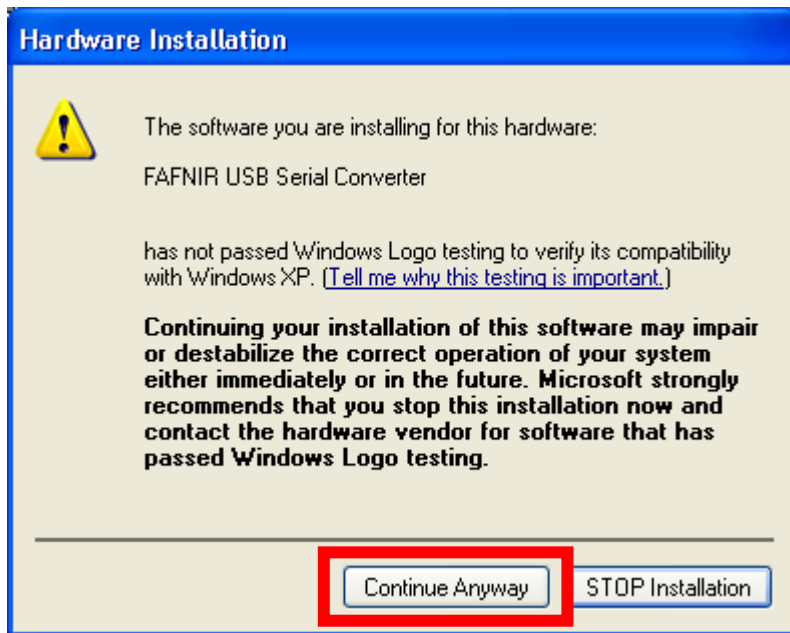 Hardware Installation
The software you are installing for this hardware:
FAFNIR USB Serial Converter
has not passed Windows Logo testing to verify its compatibility
with Windows XP. (Tell me why this testing is important.)
Continuing your installation of this software may impair
or destabilize the correct operation of your system
either immediately or in the future. Microsoft strongly
recommends that you stop this installation now and
contact the hardware vendor for software that has
passed Windows Logo testing.
Continue Anyway
STOP Installation